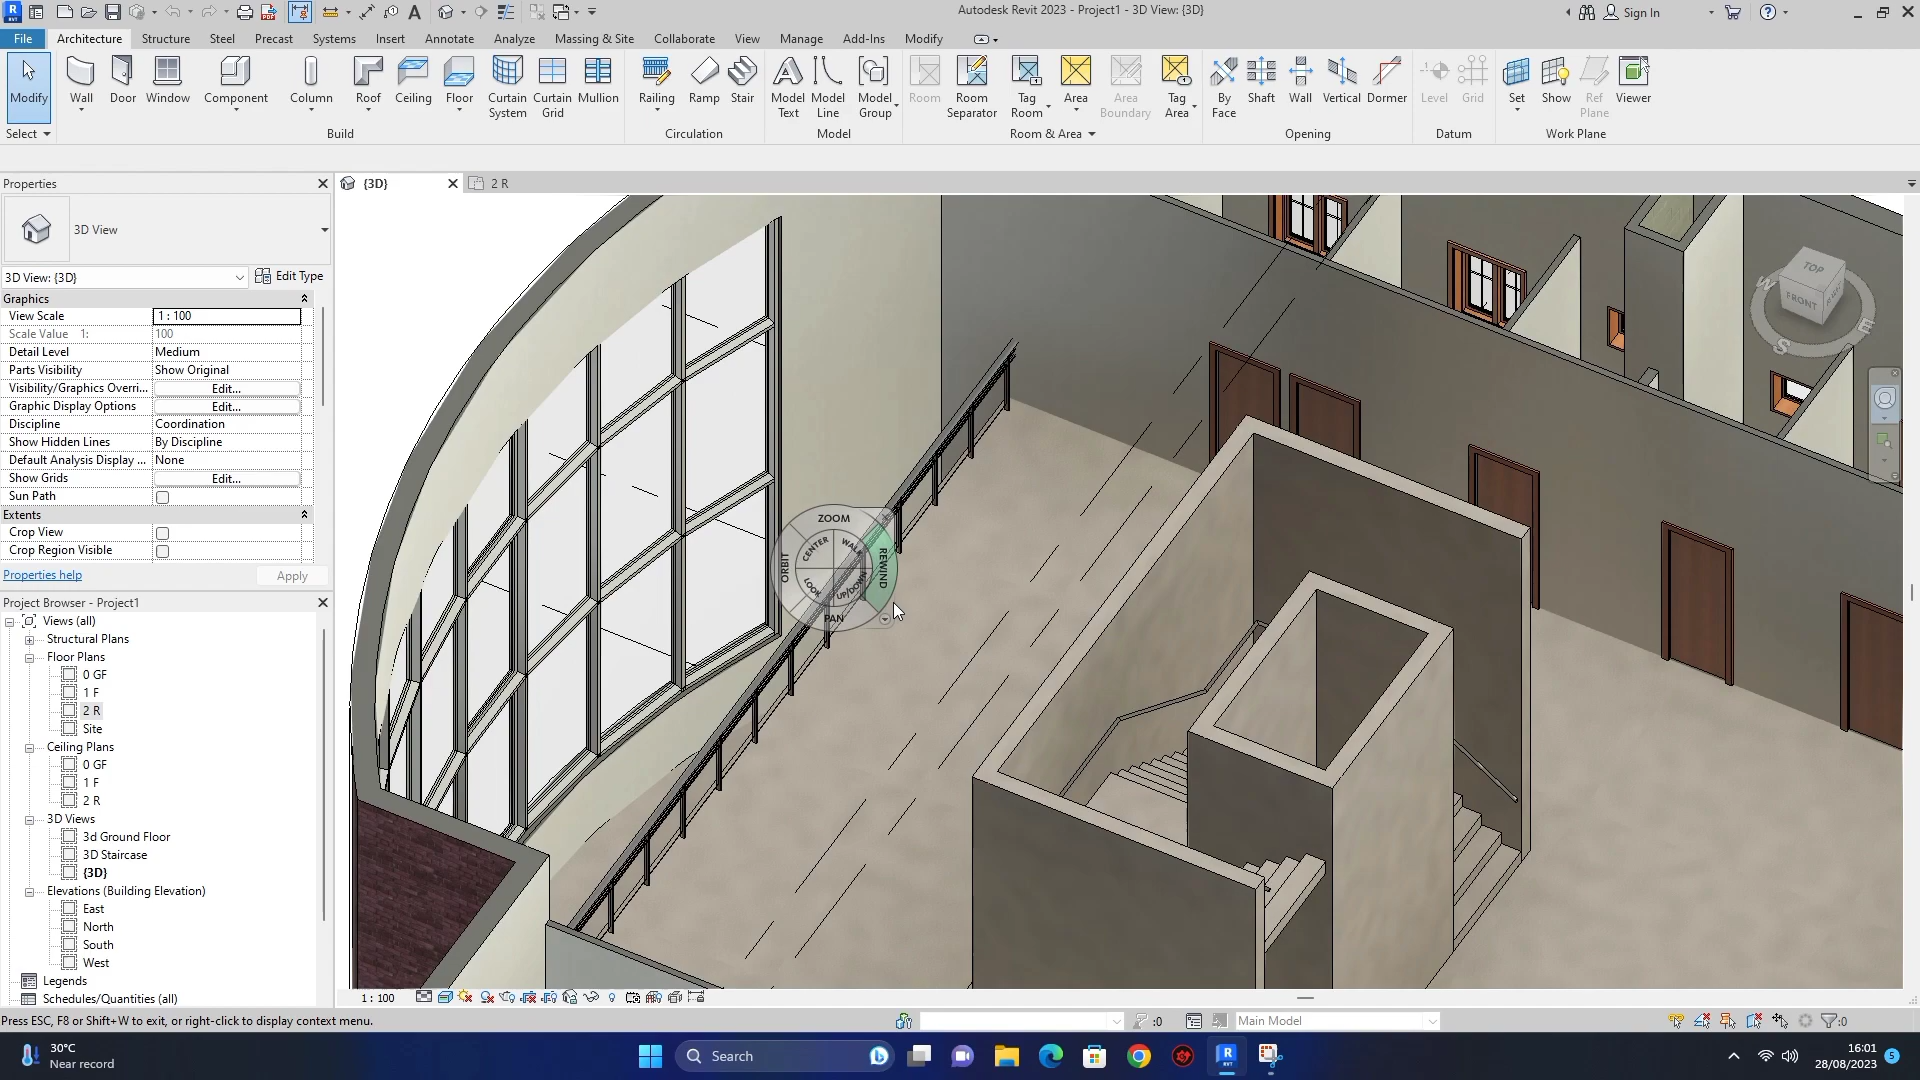 Autodesk Revit 2023 - Project1 - 3D View: {3D}
Sign In
File
Architecture
Structure
Steel
Precast
Systems
Insert
Annotate
Analyze
Massing & Site
Collaborate
View
Manage
Add-Ins
Modify
Modify
Wall
Door
Window
Component
Column
Roof
Ceiling
Floor
Curtain System
Curtain Grid
Mullion
Railing
Ramp
Stair
Model Text
Model Line
Model Group
Room
Room Separator
Tag Room
Area
Area Boundary
Tag Area
By Face
Shaft
Wall
Vertical
Dormer
Level
Grid
Set
Show
Ref Plane
Viewer
Select
Build
Circulation
Model
Room & Area
Opening
Datum
Work Plane
Properties
{3D}
2 R
3D View
3D View: {3D}
Edit Type
Graphics
View Scale
1 : 100
Scale Value 1:
100
Detail Level
Medium
Parts Visibility
Show Original
Visibility/Graphics Overri...
Edit...
Graphic Display Options
Edit...
Discipline
Coordination
Show Hidden Lines
By Discipline
Default Analysis Display ...
None
Show Grids
Edit...
Sun Path
Extents
Crop View
Crop Region Visible
Properties help
Apply
Project Browser - Project1
Views (all)
Structural Plans
Floor Plans
0 GF
1 F
2 R
Site
Ceiling Plans
0 GF
1 F
2 R
3D Views
3d Ground Floor
3D Staircase
{3D}
Elevations (Building Elevation)
East
North
South
West
Legends
Schedules/Quantities (all)
ZOOM
CENTER
WALK
REWIND
ORBIT
LOOK
UP/DOWN
PAN
TOP
FRONT
W
S
E
1 : 100
Press ESC, F8 or Shift+W to exit, or right-click to display context menu.
:0
Main Model
:0
30°C
Near record
Search
16:01
28/08/2023
5